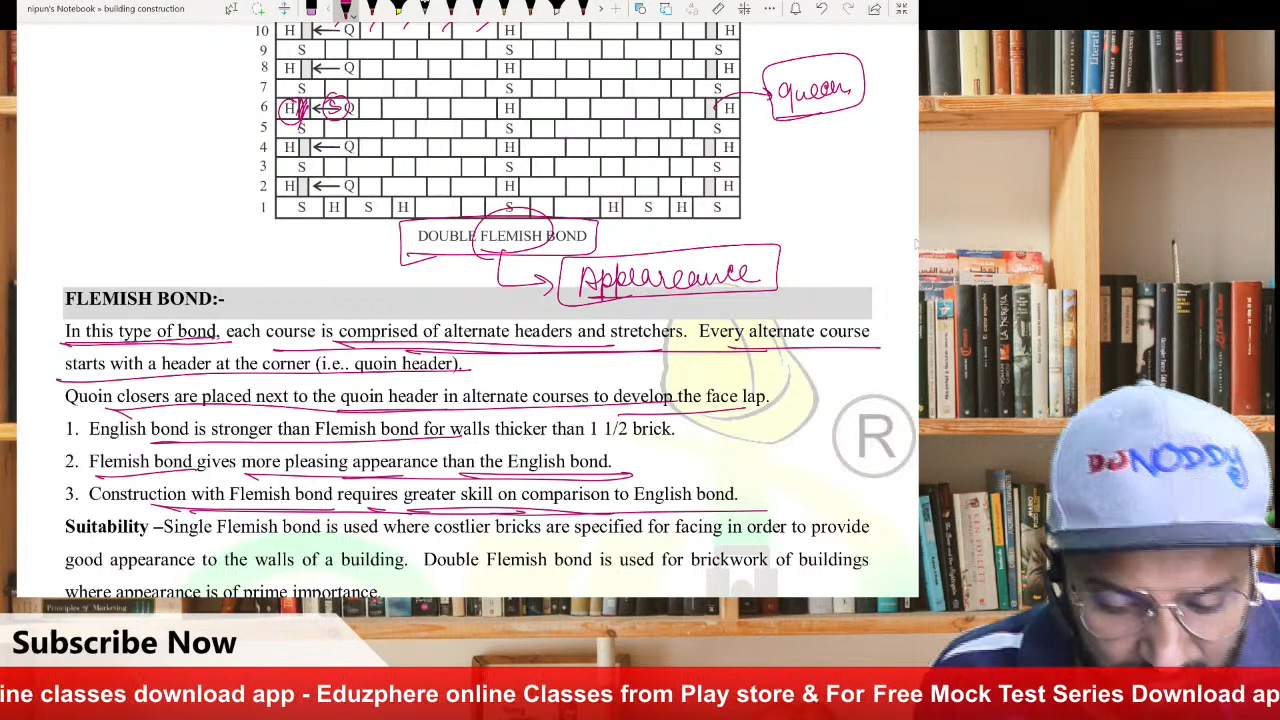 nipun's Notebook » building construction
10 H Q H H
9 S S S
8 H Q H H
7 S S S
6 H S Q H H
Queen
5 S S S
4 H Q H H
3 S S S
2 H Q H H
1 S H S H S H S H S
DOUBLE FLEMISH BOND
Appeareance
FLEMISH BOND:-
In this type of bond, each course is comprised of alternate headers and stretchers. Every alternate course
starts with a header at the corner (i.e.. quoin header).
Quoin closers are placed next to the quoin header in alternate courses to develop the face lap.
1. English bond is stronger than Flemish bond for walls thicker than 1 1/2 brick.
2. Flemish bond gives more pleasing appearance than the English bond.
3. Construction with Flemish bond requires greater skill on comparison to English bond.
Suitability –Single Flemish bond is used where costlier bricks are specified for facing in order to provide
good appearance to the walls of a building. Double Flemish bond is used for brickwork of buildings
where appearance is of prime importance.
R
DJ NODDY
Principles of Marketing
Subscribe Now
ine classes download app - Eduzphere online Classes from Play store & For Free Mock Test Series Download ap